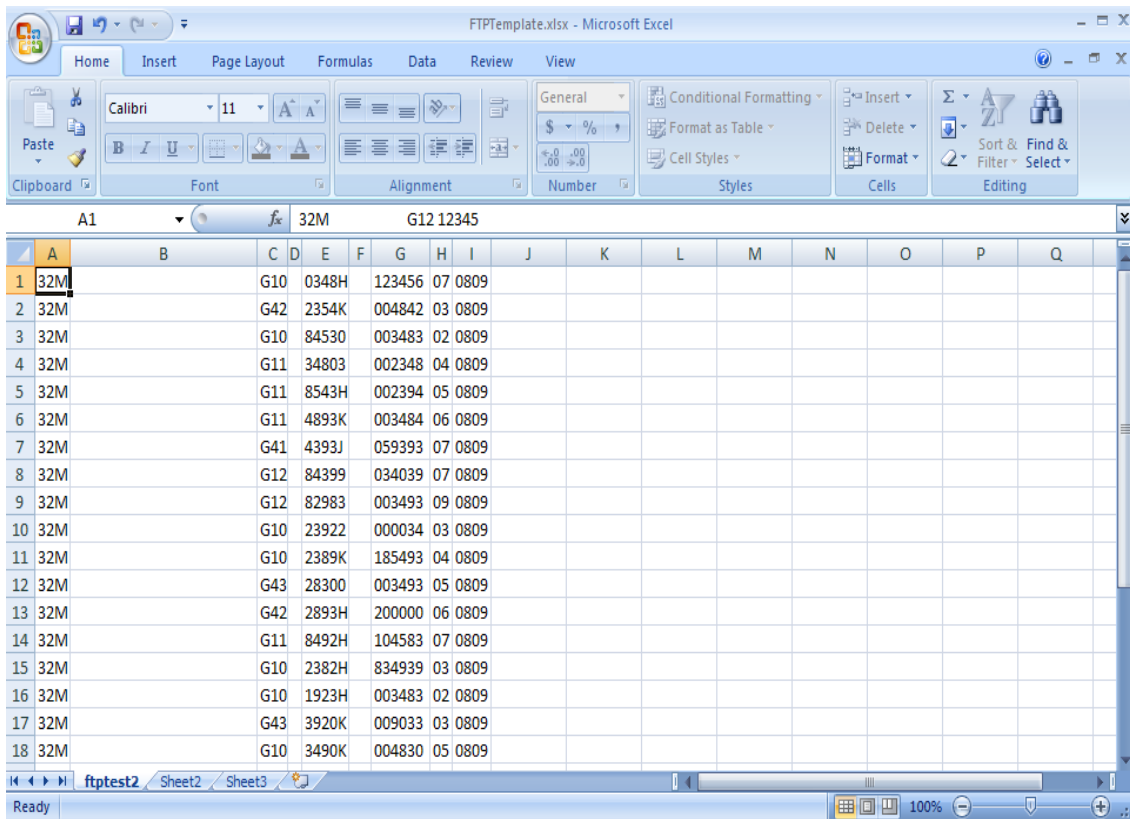 FTPTemplate.xlsx - Microsoft Excel
Home Insert Page Layout Formulas Data Review View
Calibri 11 A A General Conditional Formatting Insert Σ A Z
Paste $ % , Format as Table Delete Sort & Find &
B I U A .00 .0 .00 Cell Styles Format Filter Select
Clipboard Font Alignment Number Styles Cells Editing
A1 fx 32M G12 12345
A B C D E F G H I J K L M N O P Q
1 32M G10 0348H 123456 07 0809
2 32M G42 2354K 004842 03 0809
3 32M G10 84530 003483 02 0809
4 32M G11 34803 002348 04 0809
5 32M G11 8543H 002394 05 0809
6 32M G11 4893K 003484 06 0809
7 32M G41 4393J 059393 07 0809
8 32M G12 84399 034039 07 0809
9 32M G12 82983 003493 09 0809
10 32M G10 23922 000034 03 0809
11 32M G10 2389K 185493 04 0809
12 32M G43 28300 003493 05 0809
13 32M G42 2893H 200000 06 0809
14 32M G11 8492H 104583 07 0809
15 32M G10 2382H 834939 03 0809
16 32M G10 1923H 003483 02 0809
17 32M G43 3920K 009033 03 0809
18 32M G10 3490K 004830 05 0809
ftptest2 Sheet2 Sheet3
Ready 100%